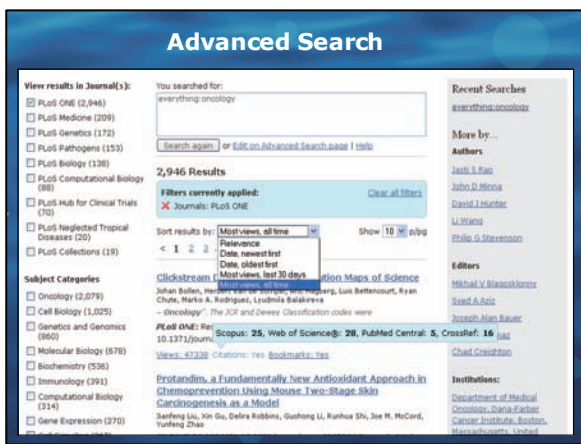 Advanced Search
View results in Journal(s):
PLoS ONE (2,946)
PLoS Medicine (209)
PLoS Genetics (172)
PLoS Pathogens (153)
PLoS Biology (138)
PLoS Computational Biology
(88)
PLoS Hub for Clinical Trials
(70)
PLoS Neglected Tropical
Diseases (20)
PLoS Collections (19)
Subject Categories
Oncology (2,079)
Cell Biology (1,025)
Genetics and Genomics
(860)
Molecular Biology (678)
Biochemistry (536)
Immunology (391)
Computational Biology
(314)
Gene Expression (270)
You searched for:
everything:oncology
Search again or Edit on Advanced Search page | Help
2,946 Results
Filters currently applied: Clear all filters
Journals: PLoS ONE
Sort results by: Most views, all time Show 10 p/pg
< 1 2 3
Relevance
Date, newest first
Date, oldest first
Most views, last 30 days
Most views, all time
Clickstream D ution Maps of Science
Johan Bollen, Herbert Van de Sompel, Aric Hagberg, Luis Bettencourt, Ryan
Chute, Marko A. Rodriguez, Lyudmila Balakireva
– Oncology". The JCR and Dewey Classification codes were
PLoS ONE: Re
Scopus: 25, Web of Science®: 28, PubMed Central: 5, CrossRef: 16
10.1371/journ
Views: 47338 Citations: Yes Bookmarks: Yes
Protandim, a Fundamentally New Antioxidant Approach in
Chemoprevention Using Mouse Two-Stage Skin
Carcinogenesis as a Model
Jianfeng Liu, Xin Gu, Delira Robbins, Guohong Li, Runhua Shi, Joe M. McCord,
Yunfeng Zhao
Recent Searches
everything:oncology
More by...
Authors
Jasti S Rao
John D Minna
David J Hunter
Li Wang
Philip G Stevenson
Editors
Mikhail V Blagosklonny
Syed A Aziz
Joseph Alan Bauer
Chad Creighton
Institutions:
Department of Medical
Oncology, Dana-Farber
Cancer Institute, Boston,
Massachusetts, United